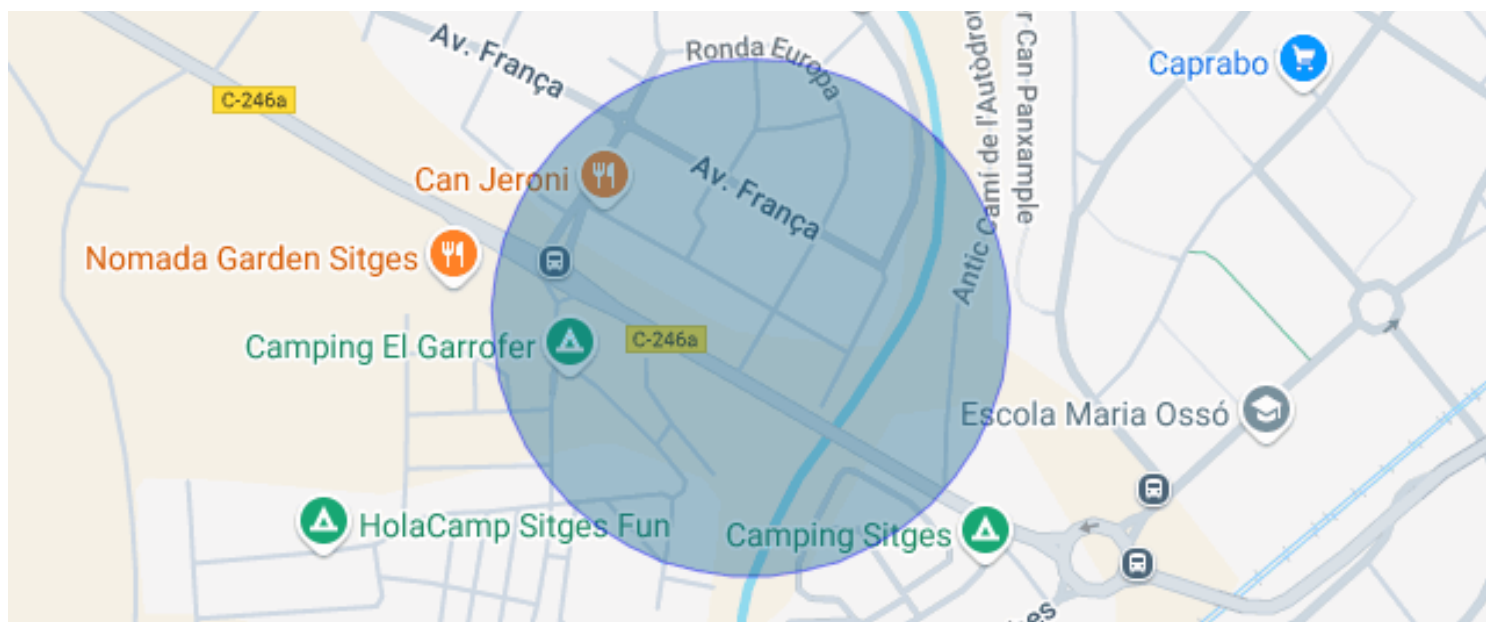 Av. França
Ronda Europa
Caprabo
C-246a
Antic Camí de l'Autòdrom
r Can Panxample
Can Jeroni
Av. França
Nomada Garden Sitges
Camping El Garrofer
C-246a
Escola Maria Ossó
HolaCamp Sitges Fun
Camping Sitges